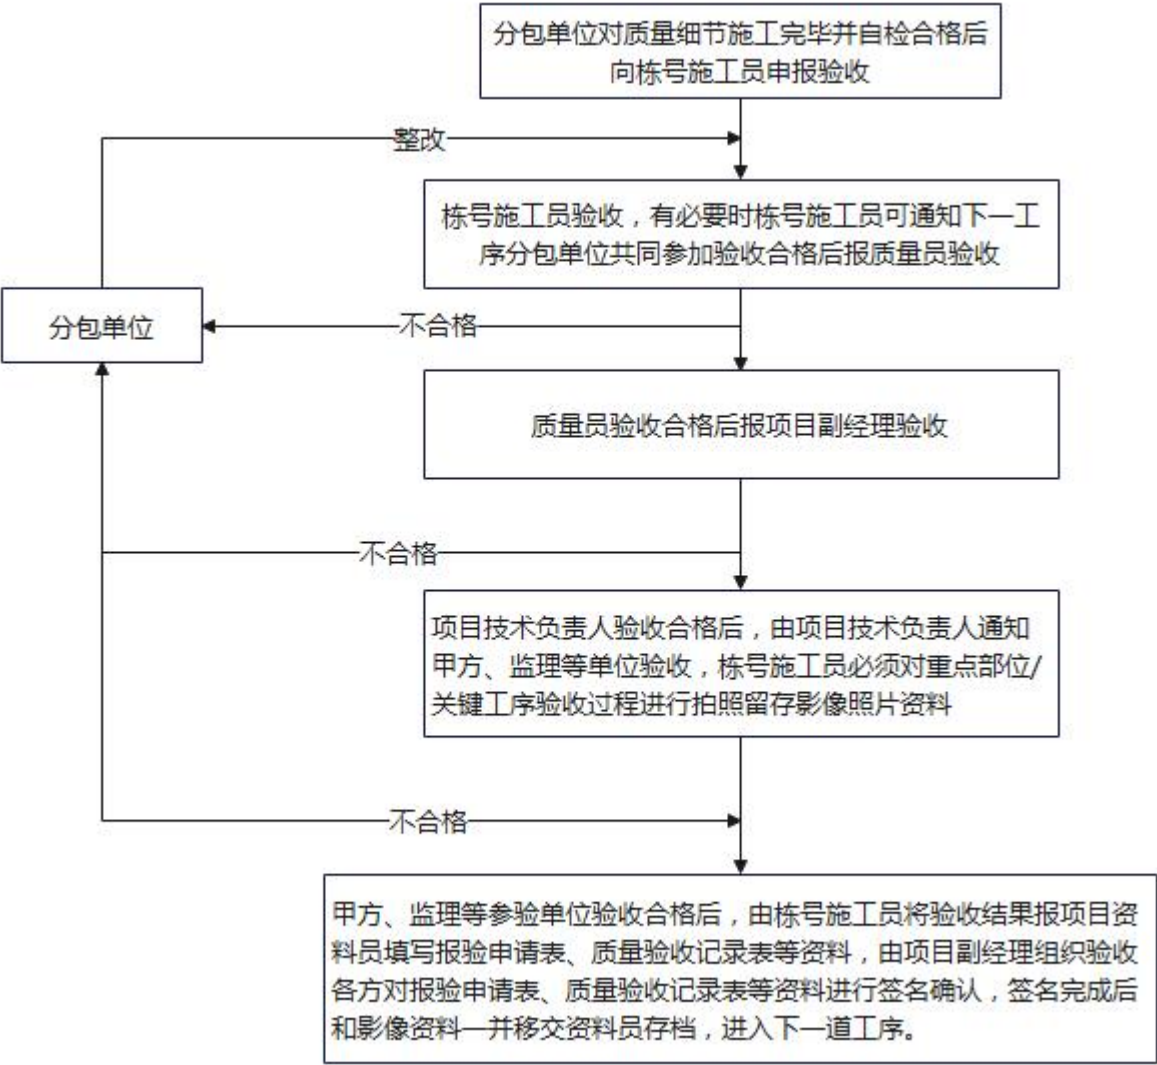 分包单位对质量细节施工完毕并自检合格后
向栋号施工员申报验收
整改
栋号施工员验收，有必要时栋号施工员可通知下一工
序分包单位共同参加验收合格后报质量员验收
分包单位
不合格
质量员验收合格后报项目副经理验收
不合格
项目技术负责人验收合格后，由项目技术负责人通知
甲方、监理等单位验收，栋号施工员必须对重点部位/
关键工序验收过程进行拍照留存影像照片资料
不合格
甲方、监理等参验单位验收合格后，由栋号施工员将验收结果报项目资
料员填写报验申请表、质量验收记录表等资料，由项目副经理组织验收
各方对报验申请表、质量验收记录表等资料进行签名确认，签名完成后
和影像资料一并移交资料员存档，进入下一道工序。